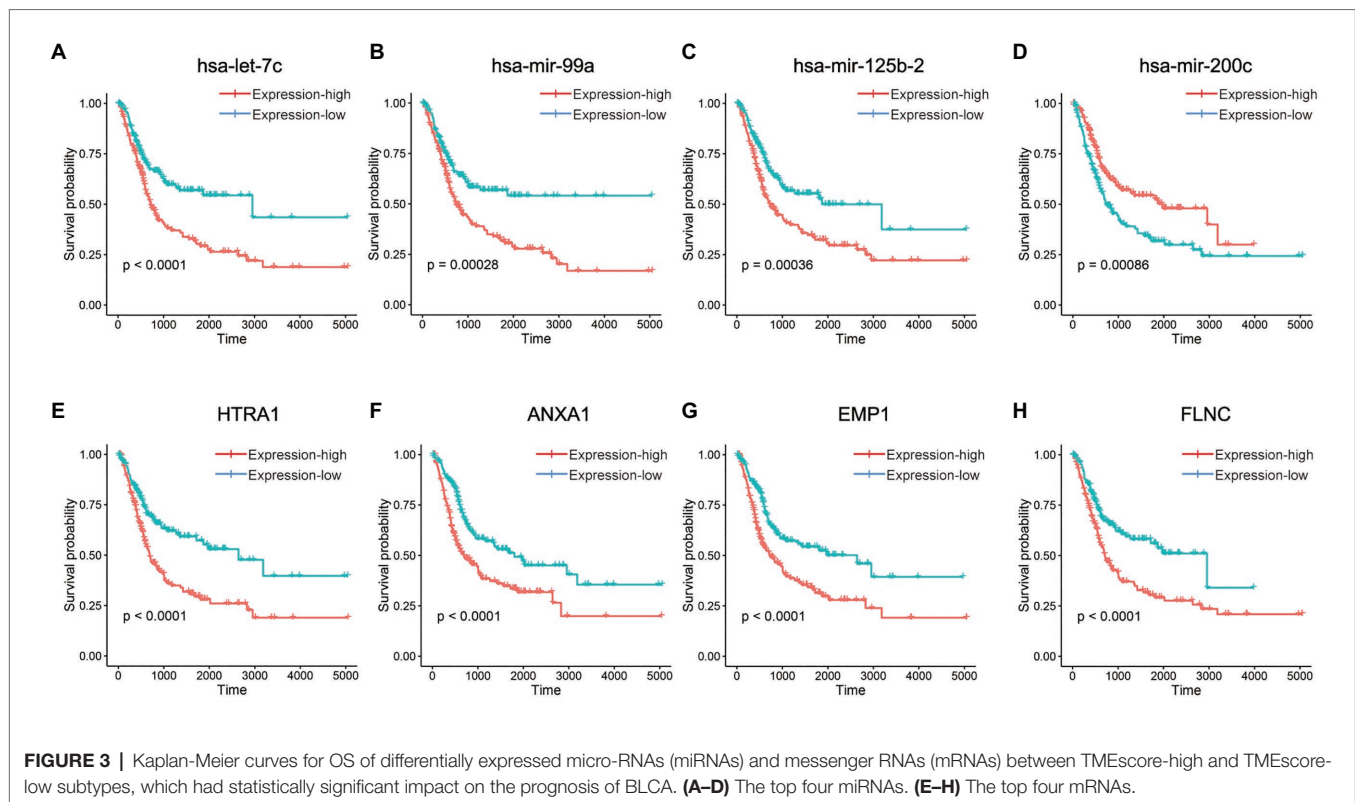 A
hsa-let-7c
Expression-high
Expression-low
Survival probability
1.00
0.75
0.50
0.25
0.00
p < 0.0001
0 1000 2000 3000 4000 5000
Time
B
hsa-mir-99a
Expression-high
Expression-low
Survival probability
1.00
0.75
0.50
0.25
0.00
p = 0.00028
0 1000 2000 3000 4000 5000
Time
C
hsa-mir-125b-2
Expression-high
Expression-low
Survival probability
1.00
0.75
0.50
0.25
0.00
p = 0.00036
0 1000 2000 3000 4000 5000
Time
D
hsa-mir-200c
Expression-high
Expression-low
Survival probability
1.00
0.75
0.50
0.25
0.00
p = 0.00086
0 1000 2000 3000 4000 5000
Time
E
HTRA1
Expression-high
Expression-low
Survival probability
1.00
0.75
0.50
0.25
0.00
p < 0.0001
0 1000 2000 3000 4000 5000
Time
F
ANXA1
Expression-high
Expression-low
Survival probability
1.00
0.75
0.50
0.25
0.00
p < 0.0001
0 1000 2000 3000 4000 5000
Time
G
EMP1
Expression-high
Expression-low
Survival probability
1.00
0.75
0.50
0.25
0.00
p < 0.0001
0 1000 2000 3000 4000 5000
Time
H
FLNC
Expression-high
Expression-low
Survival probability
1.00
0.75
0.50
0.25
0.00
p < 0.0001
0 1000 2000 3000 4000 5000
Time
FIGURE 3 | Kaplan-Meier curves for OS of differentially expressed micro-RNAs (miRNAs) and messenger RNAs (mRNAs) between TMEscore-high and TMEscore-
low subtypes, which had statistically significant impact on the prognosis of BLCA. (A–D) The top four miRNAs. (E–H) The top four mRNAs.